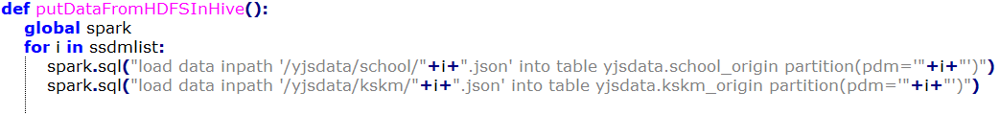 def putDataFromHDFSInHive():
    global spark
    for i in ssdmlist:
        spark.sql("load data inpath '/yjsdata/school/"+i+".json' into table yjsdata.school_origin partition(pdm='"+i+"')")
        spark.sql("load data inpath '/yjsdata/kskm/"+i+".json' into table yjsdata.kskm_origin partition(pdm='"+i+"')")